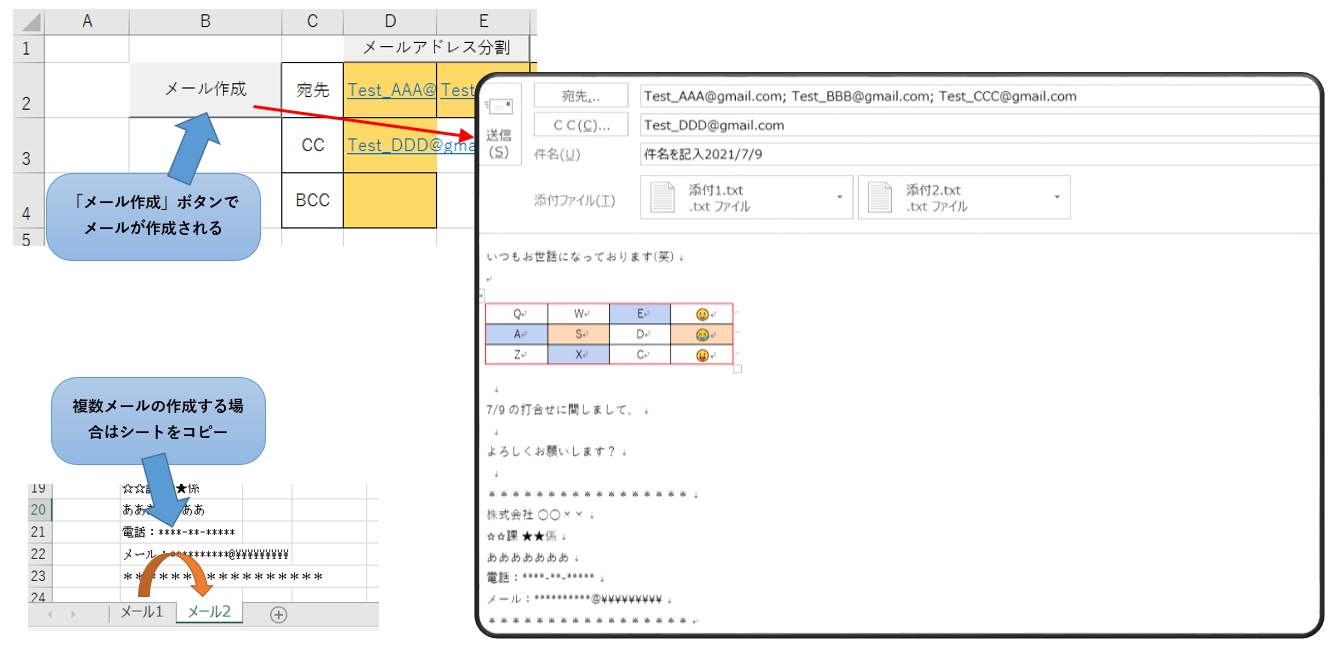 A B C D E
1 メールアドレス分割
2 メール作成 宛先 Test_AAA@ Test
3 CC Test_DDD@gma
4 BCC
5
「メール作成」ボタンで
メールが作成される
送信
(S)
宛先... Test_AAA@gmail.com; Test_BBB@gmail.com; Test_CCC@gmail.com
C C(C)... Test_DDD@gmail.com
件名(U) 件名を記入2021/7/9
添付ファイル(T) 添付1.txt 添付2.txt
.txt ファイル .txt ファイル
いつもお世話になっております(笑)↓
↵
Q↵ W↵ E↵ 🙂↵
A↵ S↵ D↵ 😂↵
Z↵ X↵ C↵ 😛↵
↓
7/9 の打合せに関しまして、 ↓
↓
よろしくお願いします？↓
↓
＊＊＊＊＊＊＊＊＊＊＊＊＊＊＊＊＊ ↓
株式会社 〇〇×× ↓
☆☆課 ★★係 ↓
あああああああ ↓
電話：****-**-***** ↓
メール：**********@¥¥¥¥¥¥¥¥¥ ↓
＊＊＊＊＊＊＊＊＊＊＊＊＊＊＊＊＊ ↵
複数メールの作成する場
合はシートをコピー
19 ☆☆ ★係
20 ああ ああ
21 電話：****-**-*****
22 メール：**********@¥¥¥¥¥¥¥¥¥
23 ＊＊＊＊＊＊＊＊＊＊＊＊＊＊＊＊＊
24
メール1 メール2